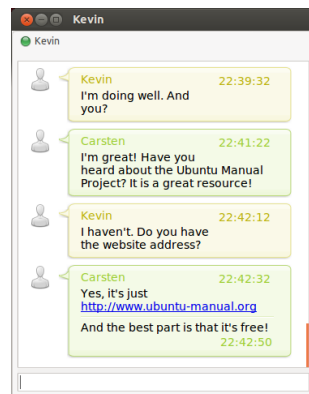 Kevin
Kevin
Kevin 22:39:32
I'm doing well. And
you?
Carsten 22:41:22
I'm great! Have you
heard about the Ubuntu Manual
Project? It is a great resource!
Kevin 22:42:12
I haven't. Do you have
the website address?
Carsten 22:42:32
Yes, it's just
http://www.ubuntu-manual.org
And the best part is that it's free!
22:42:50